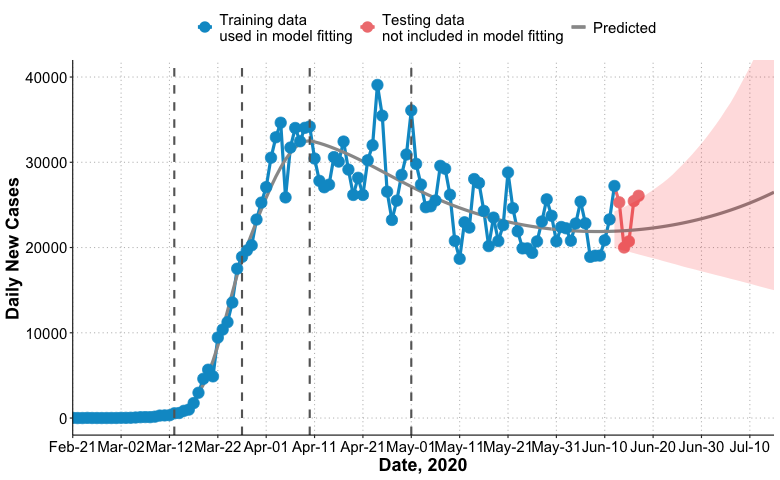 Training data
used in model fitting
Testing data
not included in model fitting
Predicted
Daily New Cases
40000
30000
20000
10000
0
Feb-21 Mar-02 Mar-12 Mar-22 Apr-01 Apr-11 Apr-21 May-01 May-11 May-21 May-31 Jun-10 Jun-20 Jun-30 Jul-10
Date, 2020